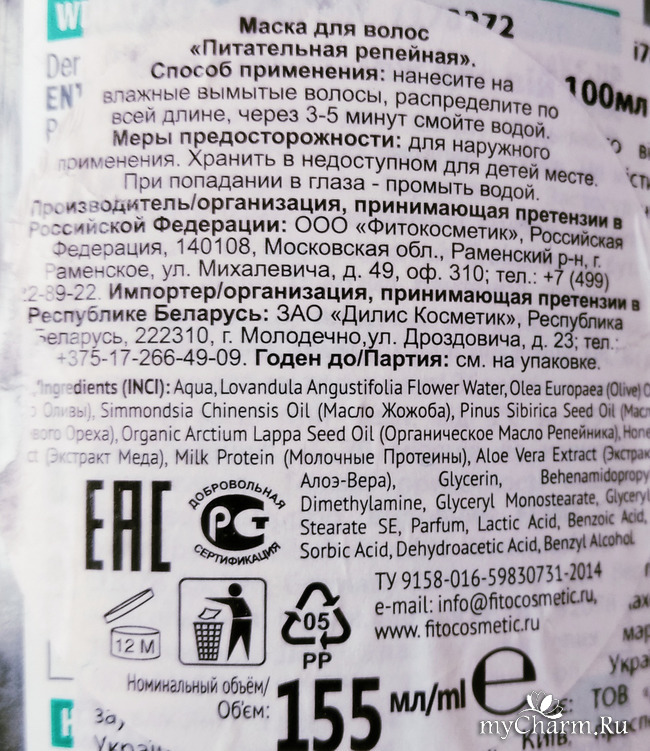 Маска для волос
«Питательная репейная».
Способ применения: нанесите на
100мл
влажные вымытые волосы, распределите по
всей длине, через 3-5 минут смойте водой.
Меры предосторожности: для наружного
применения. Хранить в недоступном для детей месте.
При попадании в глаза - промыть водой.
Производитель/организация, принимающая претензии в
Российской Федерации: ООО «Фитокосметик», Российская
Федерация, 140108, Московская обл., Раменский р-н, г.
Раменское, ул. Михалевича, д. 49, оф. 310; тел.: +7 (499)
2-89-22. Импортер/организация, принимающая претензии в
Республике Беларусь: ЗАО «Дилис Косметик», Республика
Беларусь, 222310, г. Молодечно,ул. Дроздовича, д. 23; тел.:
+375-17-266-49-09. Годен до/Партия: см. на упаковке.
Ingredients (INCI): Aqua, Lovandula Angustifolia Flower Water, Olea Europaea (Olive)
Оливы), Simmondsia Chinensis Oil (Масло Жожоба), Pinus Sibirica Seed Oil
Ореха), Organic Arctium Lappa Seed Oil (Органическое Масло Репейника),
(Экстракт Меда), Milk Protein (Молочные Протеины), Aloe Vera Extract
Алоэ-Вера), Glycerin, Behenamidopropyl
Dimethylamine, Glyceryl Monostearate, Glyceryl
Stearate SE, Parfum, Lactic Acid, Benzoic Acid,
Sorbic Acid, Dehydroacetic Acid, Benzyl Alcohol
EAC
ДОБРОВОЛЬНАЯ
РСТ
СЕРТИФИКАЦИЯ
ТУ 9158-016-59830731-2014
e-mail: info@fitocosmetic.ru,
www. fitocosmetic.ru
12 M
05
PP
Номинальный объём/
Об'єм:
155 мл/ml e
За,
ТОВ
Київ
myCharm.Ru